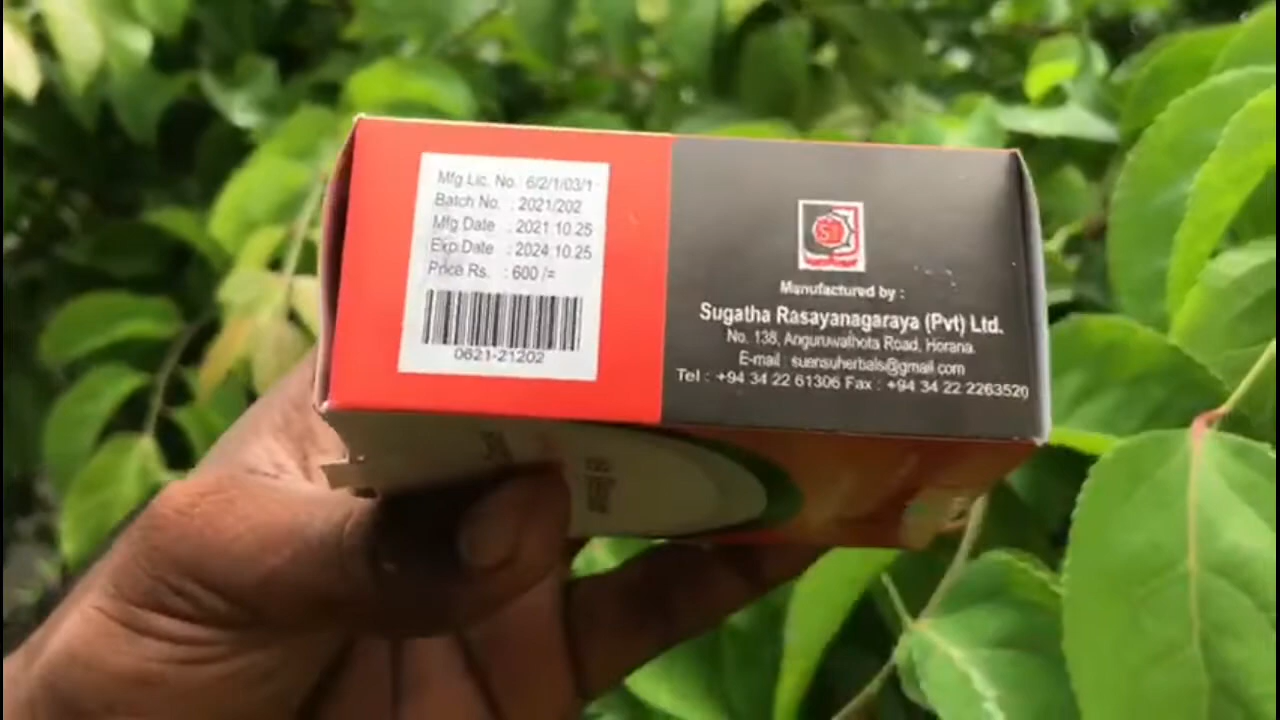 Mfg Lic. No. : 6/2/1/03/1
Batch No. : 2021/202
Mfg Date : 2021.10.25
Exp.Date : 2024.10.25
Price Rs. : 600 /=
0621-21202
Manufactured by :
Sugatha Rasayanagaraya (Pvt) Ltd.
No. 138, Anguruwathota Road, Horana.
E-mail : suensuherbals@gmail.com
Tel : +94 34 22 61306 Fax : +94 34 22 2263520